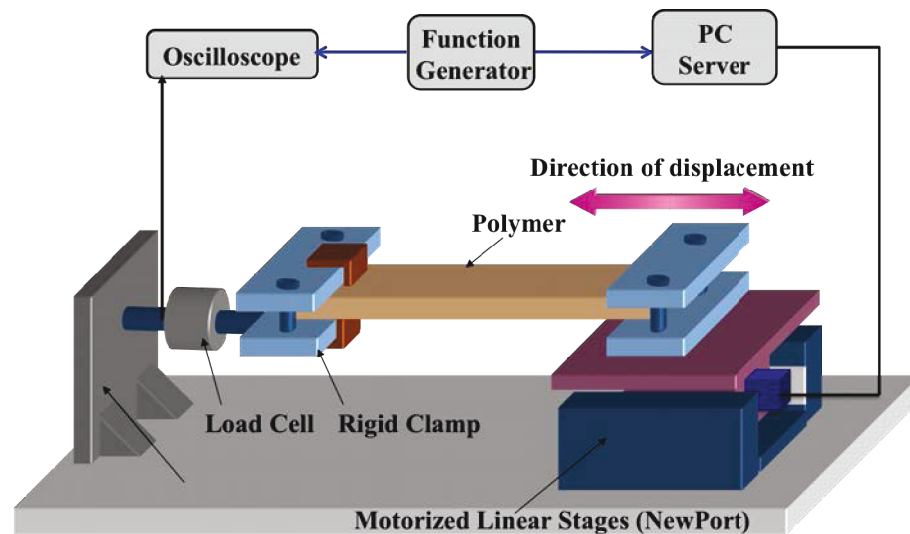 Oscilloscope
Function
Generator
PC
Server
Direction of displacement
Polymer
Load Cell
Rigid Clamp
Motorized Linear Stages (NewPort)